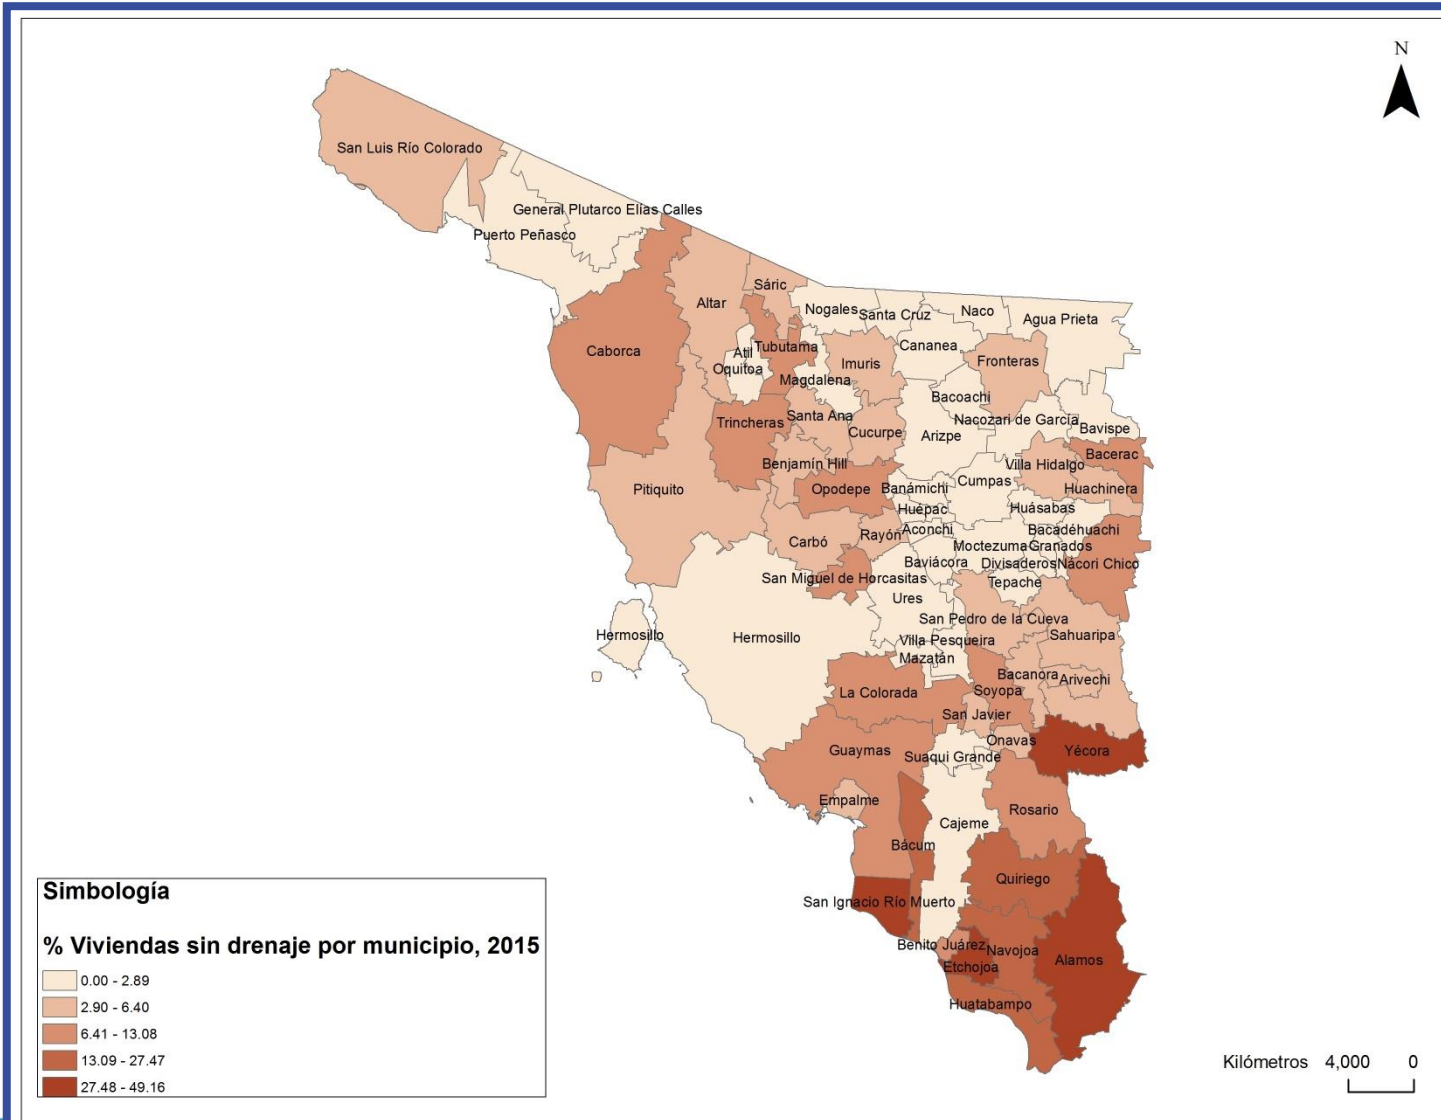 N
San Luis Río Colorado
General Plutarco Elías Calles
Puerto Peñasco
Sáric
Altar
Nogales
Santa Cruz
Naco
Agua Prieta
Caborca
Atil
Tubutama
Cananea
Oquitoa
Imuris
Fronteras
Magdalena
Bacoachi
Trincheras
Santa Ana
Nacozari de García
Cucurpe
Arizpe
Bavispe
Bacerac
Benjamín Hill
Villa Hidalgo
Pitiquito
Opodepe
Banámichi
Cumpas
Huachinera
Huépac
Huásabas
Carbó
Rayón
Aconchi
Bacadéhuachi
Moctezuma
Granados
Baviácora
Divisaderos
Nácori Chico
San Miguel de Horcasitas
Tepache
Ures
San Pedro de la Cueva
Hermosillo
Hermosillo
Villa Pesqueira
Sahuaripa
Mazatán
Bacanora
Arivechi
La Colorada
Soyopa
San Javier
Guaymas
Onavas
Suaqui Grande
Yécora
Empalme
Rosario
Cajeme
Bácum
Quiriego
San Ignacio Río Muerto
Benito Juárez
Navojoa
Etchojoa
Alamos
Huatabampo
Simbología
% Viviendas sin drenaje por municipio, 2015
0.00 - 2.89
2.90 - 6.40
6.41 - 13.08
13.09 - 27.47
27.48 - 49.16
Kilómetros 4,000 0